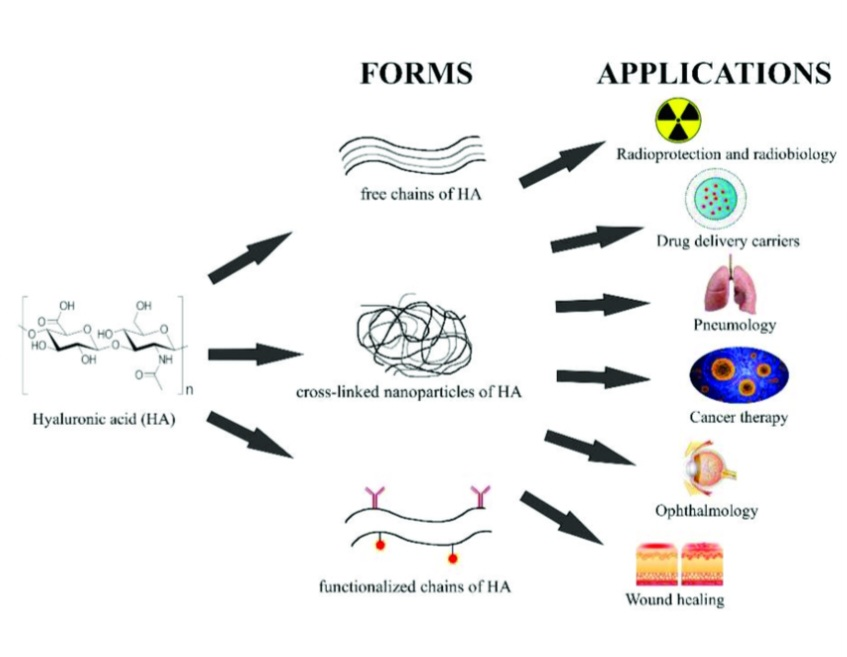 FORMS
APPLICATIONS
Radioprotection and radiobiology
free chains of HA
Drug delivery carriers
OH
OH
O
O
O
O
HO
HO
O
OH
NH
O
n
Hyaluronic acid (HA)
Pneumology
cross-linked nanoparticles of HA
Cancer therapy
Ophthalmology
functionalized chains of HA
Wound healing